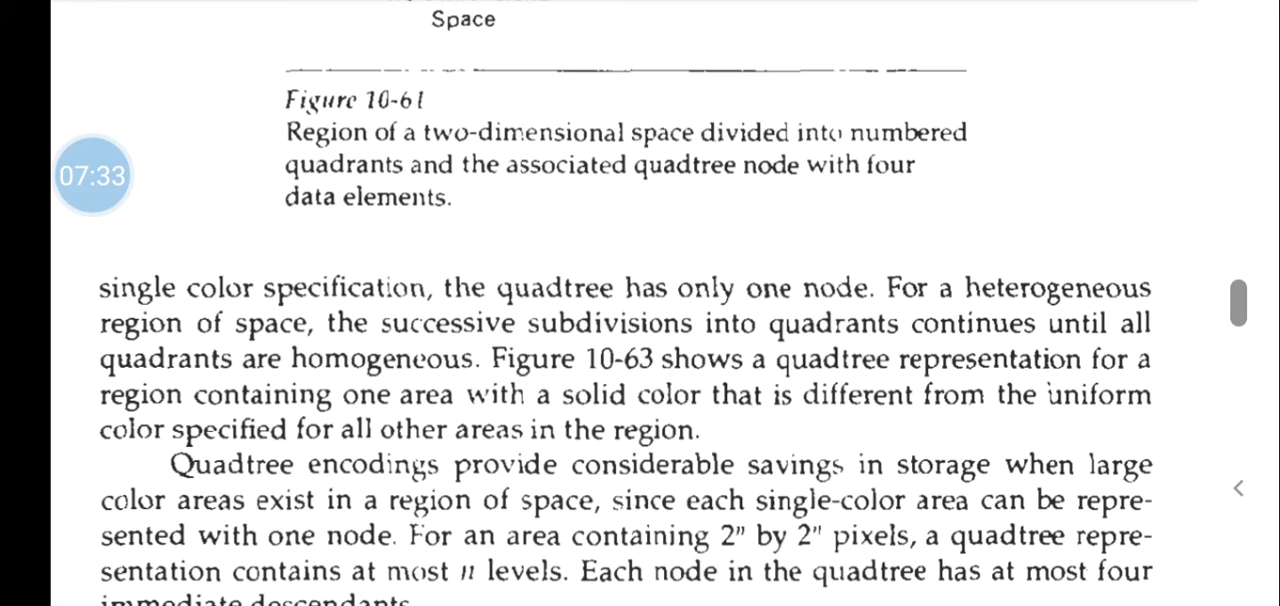 Space
Figure 10-61
Region of a two-dimensional space divided into numbered
quadrants and the associated quadtree node with four
data elements.
07:33
single color specification, the quadtree has only one node. For a heterogeneous
region of space, the successive subdivisions into quadrants continues until all
quadrants are homogeneous. Figure 10-63 shows a quadtree representation for a
region containing one area with a solid color that is different from the uniform
color specified for all other areas in the region.
Quadtree encodings provide considerable savings in storage when large
color areas exist in a region of space, since each single-color area can be repre-
sented with one node. For an area containing 2ⁿ by 2ⁿ pixels, a quadtree repre-
sentation contains at most n levels. Each node in the quadtree has at most four
immediate descendants